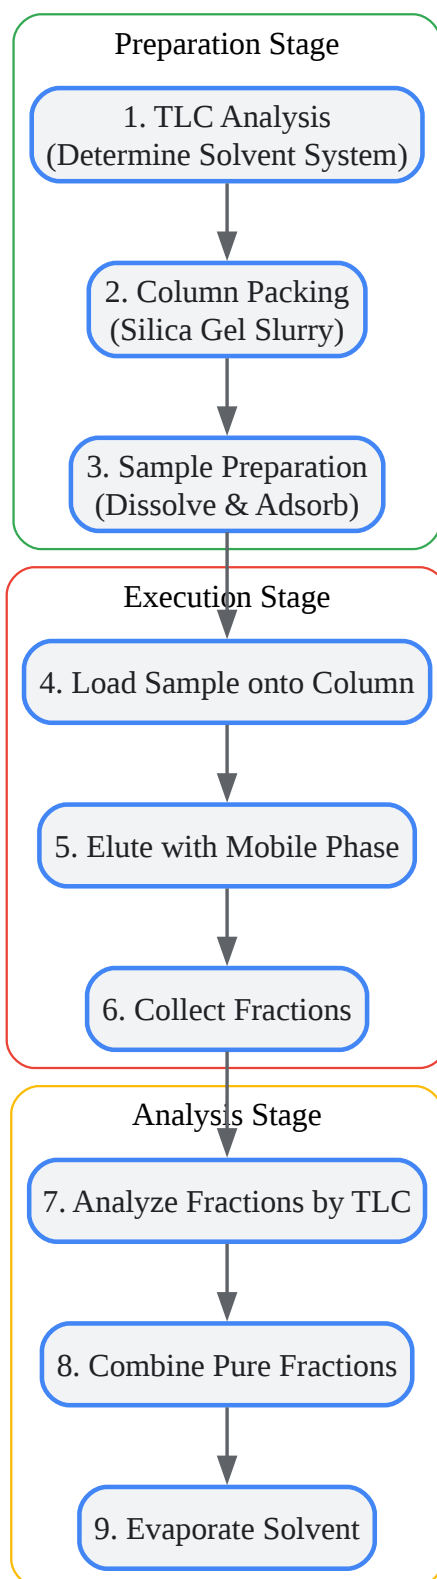 Preparation Stage
1. TLC Analysis
(Determine Solvent System)
2. Column Packing
(Silica Gel Slurry)
3. Sample Preparation
(Dissolve & Adsorb)
Execution Stage
4. Load Sample onto Column
5. Elute with Mobile Phase
6. Collect Fractions
Analysis Stage
7. Analyze Fractions by TLC
8. Combine Pure Fractions
9. Evaporate Solvent